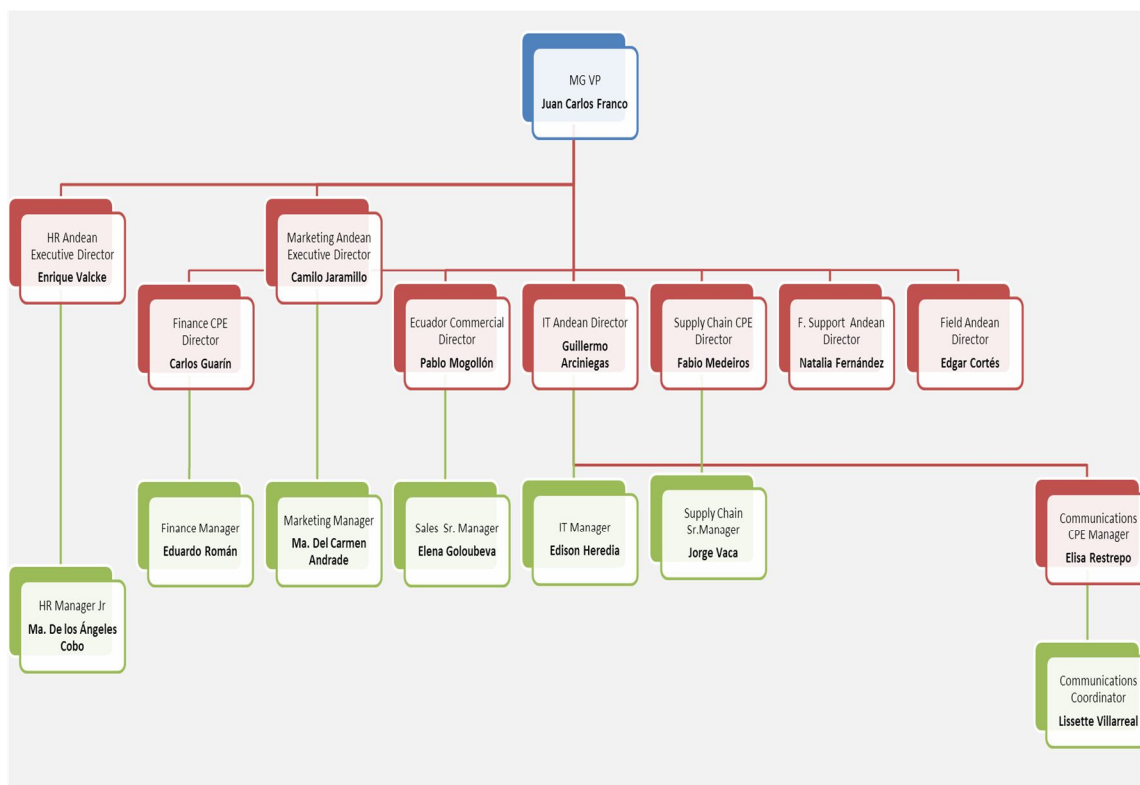 MG VP
Juan Carlos Franco
HR Andean
Executive Director
Enrique Valcke
Marketing Andean
Executive Director
Camilo Jaramillo
Finance CPE
Director
Carlos Guarín
Ecuador Commercial
Director
Pablo Mogollón
IT Andean Director
Guillermo
Arciniegas
Supply Chain CPE
Director
Fabio Medeiros
F. Support Andean
Director
Natalia Fernández
Field Andean
Director
Edgar Cortés
Finance Manager
Eduardo Román
Marketing Manager
Ma. Del Carmen
Andrade
Sales Sr. Manager
Elena Goloubeva
IT Manager
Edison Heredia
Supply Chain
Sr.Manager
Jorge Vaca
Communications
CPE Manager
Elisa Restrepo
HR Manager Jr
Ma. De los Ángeles
Cobo
Communications
Coordinator
Lissette Villarreal